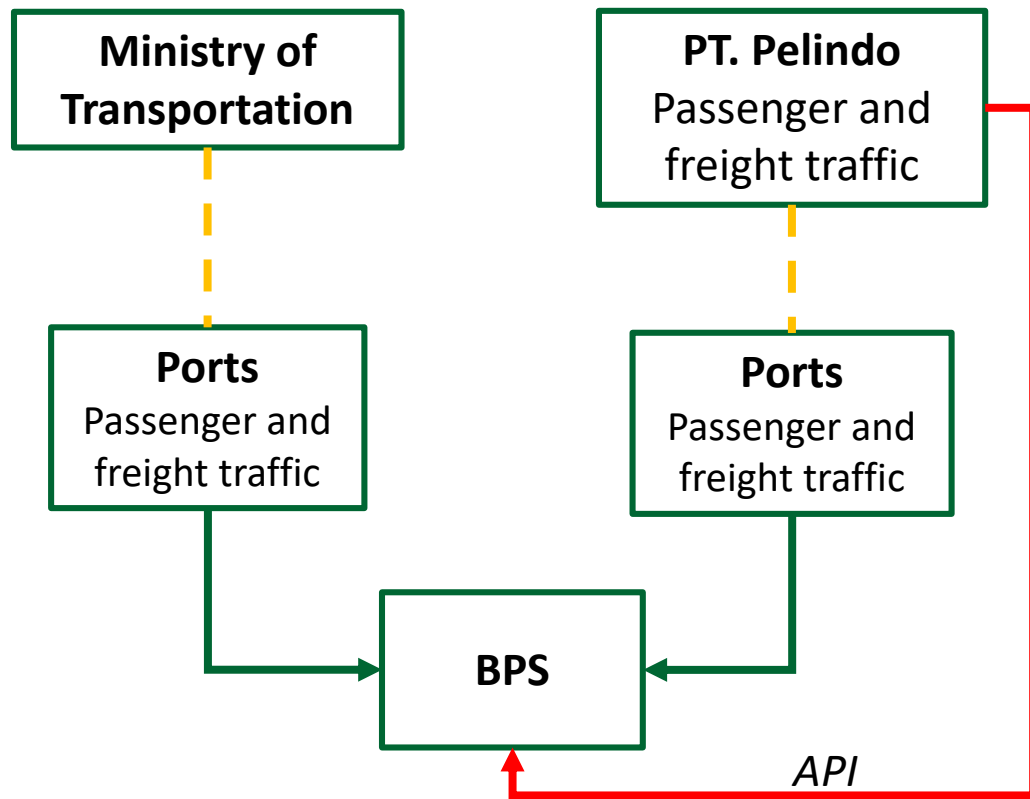 Ministry of
Transportation
PT. Pelindo
Passenger and
freight traffic
Ports
Passenger and
freight traffic
Ports
Passenger and
freight traffic
BPS
API